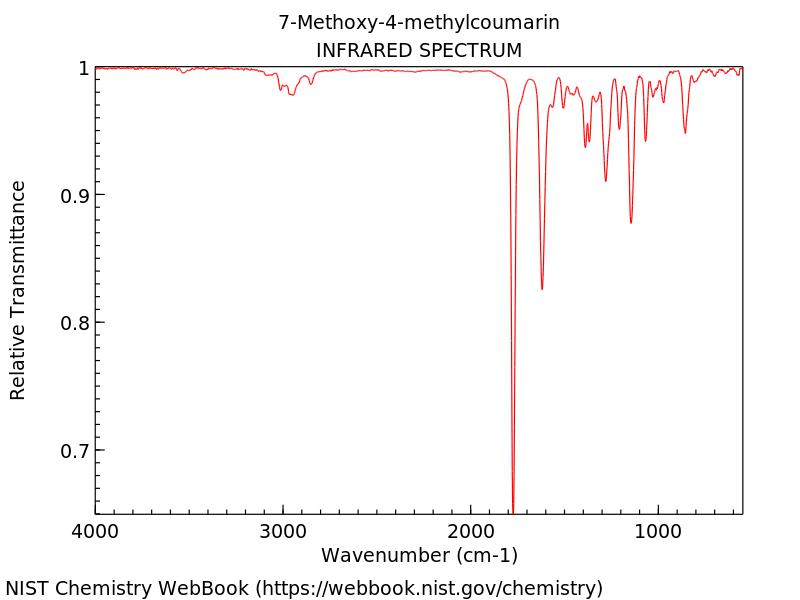 7-Methoxy-4-methylcoumarin
INFRARED SPECTRUM
1
0.9
0.8
0.7
Relative Transmittance
4000 3000 2000 1000
Wavenumber (cm-1)
NIST Chemistry WebBook (https://webbook.nist.gov/chemistry)